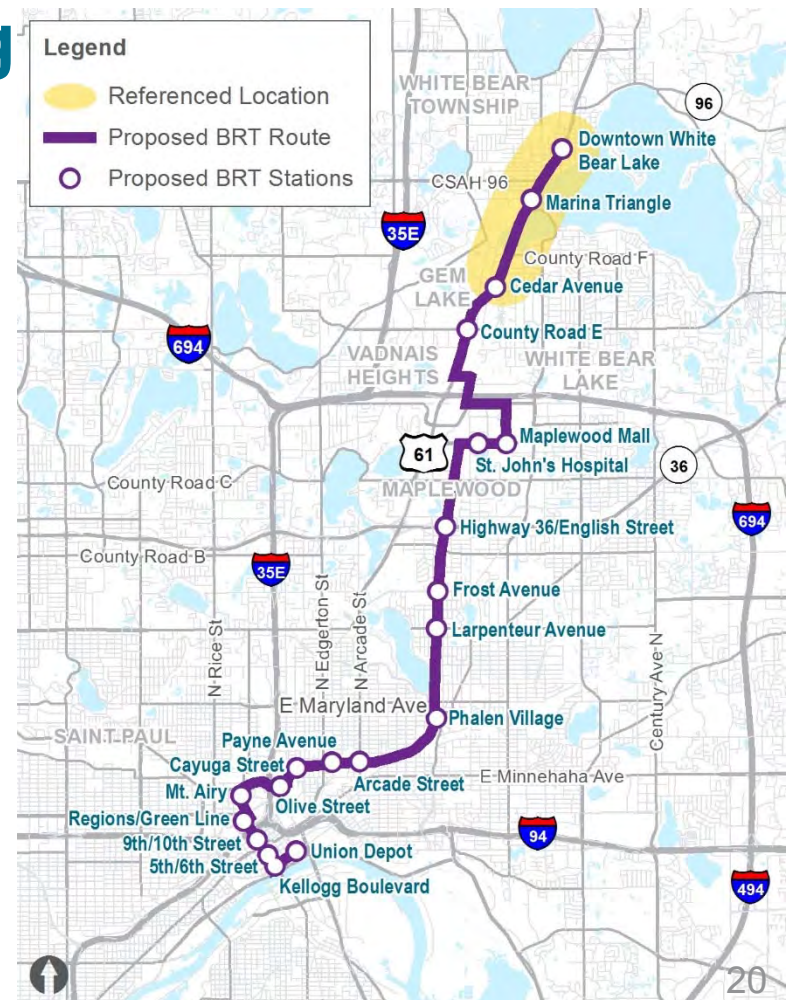 g
Legend
Referenced Location
Proposed BRT Route
Proposed BRT Stations
WHITE BEAR
TOWNSHIP
96
Downtown White
Bear Lake
CSAH 96
Marina Triangle
35E
County Road F
GEM
LAKE
Cedar Avenue
694
County Road E
VADNAIS
HEIGHTS
WHITE BEAR
LAKE
Maplewood Mall
61
St. John's Hospital
36
County Road C
MAPLEWOOD
694
Highway 36/English Street
County Road B
35E
Frost Avenue
N Rice St
N Edgerton St
N Arcade St
Larpenteur Avenue
Century Ave N
E Maryland Ave
Phalen Village
SAINT PAUL
Payne Avenue
Cayuga Street
Arcade Street
E Minnehaha Ave
Mt. Airy
Olive Street
Regions/Green Line
94
9th/10th Street
Union Depot
5th/6th Street
Kellogg Boulevard
494
20